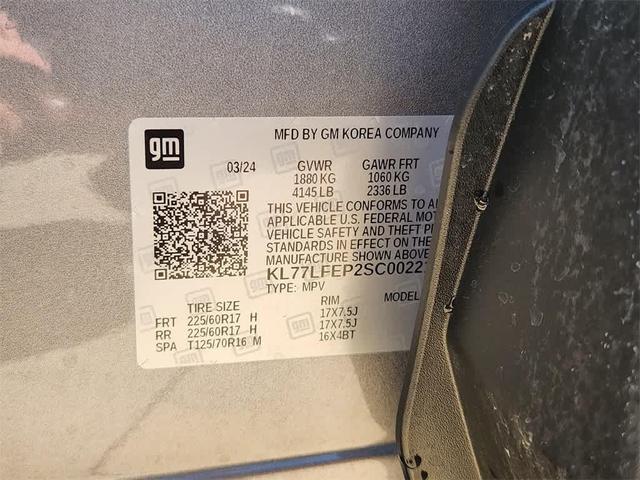 gm
MFD BY GM KOREA COMPANY
03/24 GVWR GAWR FRT
1880 KG 1060 KG
4145 LB 2336 LB
THIS VEHICLE CONFORMS TO
APPLICABLE U.S. FEDERAL
VEHICLE SAFETY AND THEFT
STANDARDS IN EFFECT ON THE
MANUFACTURE SHOWN ABOVE
KL77LFEP2SC0022
TYPE: MPV
MODEL
TIRE SIZE RIM
FRT 225/60R17 H 17X7.5J
RR 225/60R17 H 17X7.5J
SPA T125/70R16 M 16X4BT